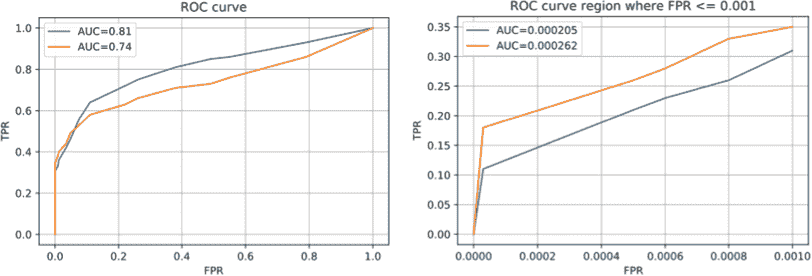 ROC curve
AUC=0.81
AUC=0.74
TPR
1.0
0.8
0.6
0.4
0.2
0.0
0.0 0.2 0.4 0.6 0.8 1.0
FPR
ROC curve region where FPR <= 0.001
AUC=0.000205
AUC=0.000262
TPR
0.35
0.30
0.25
0.20
0.15
0.10
0.05
0.00
0.0000 0.0002 0.0004 0.0006 0.0008 0.0010
FPR